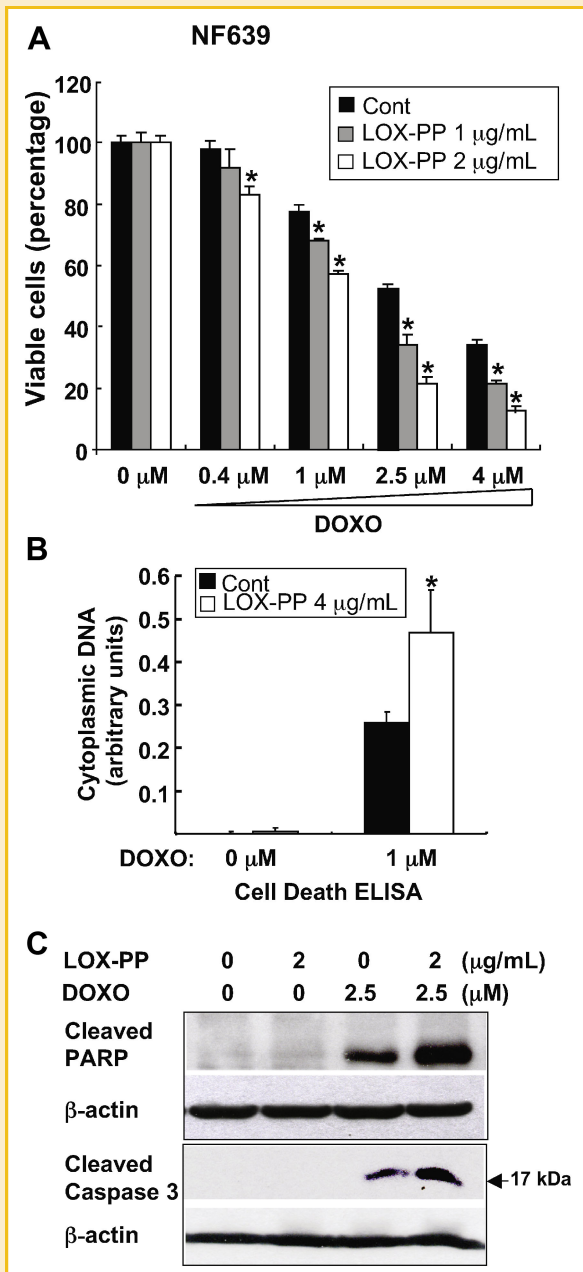 A
NF639
Viable cells (percentage)
120
100
80
60
40
20
0
Cont
LOX-PP 1 μg/mL
LOX-PP 2 μg/mL
*
* *
* *
* *
0 μM 0.4 μM 1 μM 2.5 μM 4 μM
DOXO
B
Cytoplasmic DNA
(arbitrary units)
0.6
0.5
0.4
0.3
0.2
0.1
Cont
LOX-PP 4 μg/mL
*
DOXO: 0 μM 1 μM
Cell Death ELISA
C
LOX-PP 0 2 0 2 (μg/mL)
DOXO 0 0 2.5 2.5 (μM)
Cleaved
PARP
β-actin
Cleaved
Caspase 3
17 kDa
β-actin